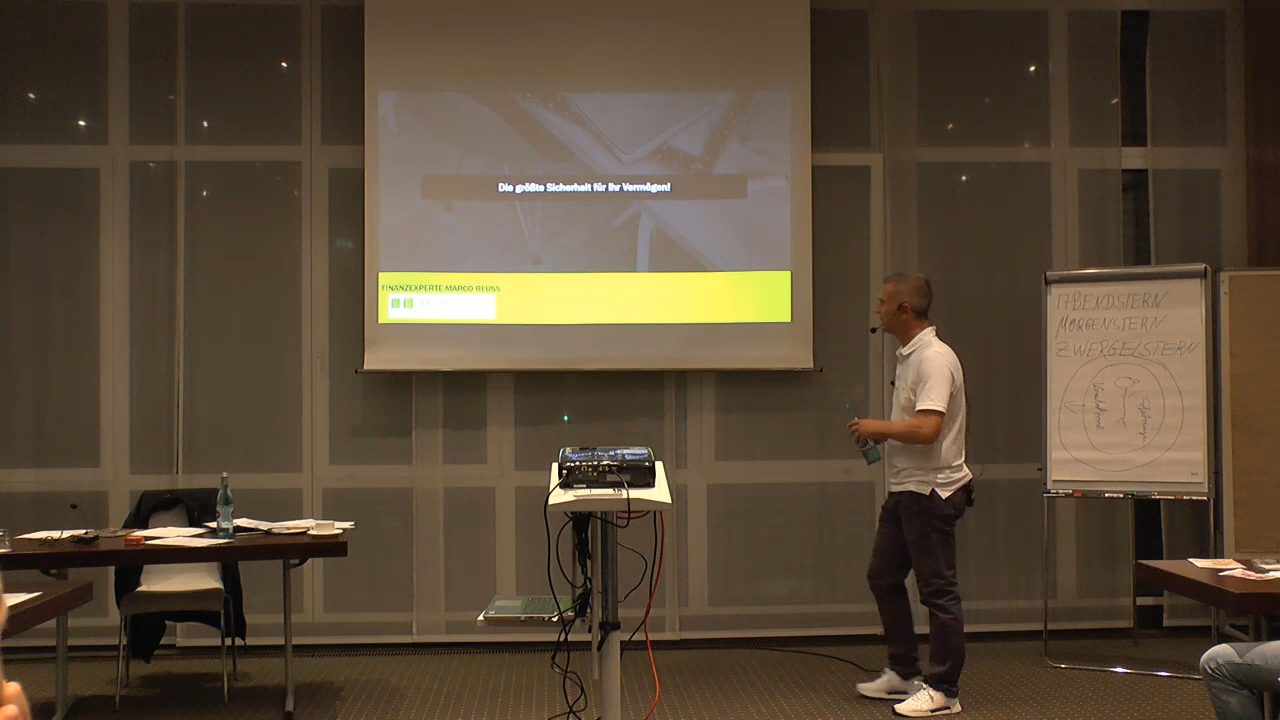 Die größte Sicherheit für Ihr Vermögen!
FINANZEXPERTE MARCO REUSS
ABENDSTERN
MORGENSTERN
ZWERGELSTERN